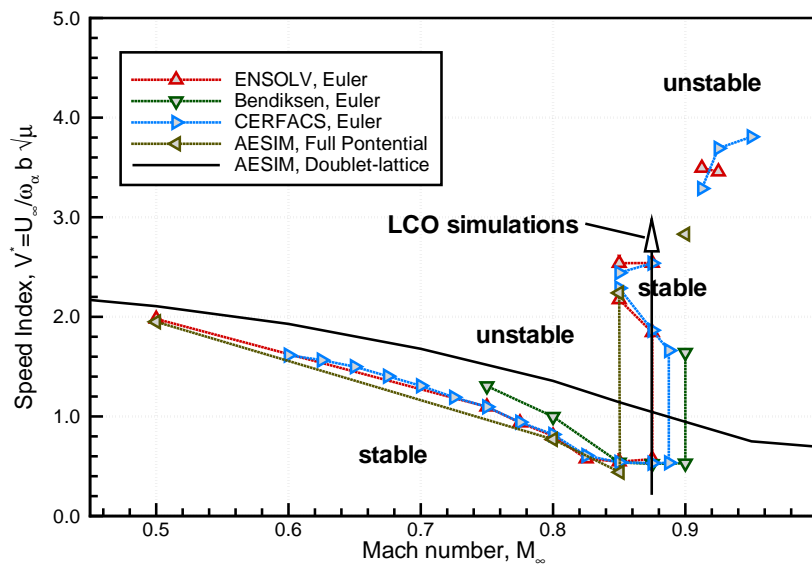 5.0
4.0
3.0
2.0
1.0
0.0
Speed Index, V*=U∞/ωα b √μ
ENSOLV, Euler
Bendiksen, Euler
CERFACS, Euler
AESIM, Full Pontential
AESIM, Doublet-lattice
unstable
LCO simulations
stable
unstable
stable
0.5 0.6 0.7 0.8 0.9
Mach number, M∞